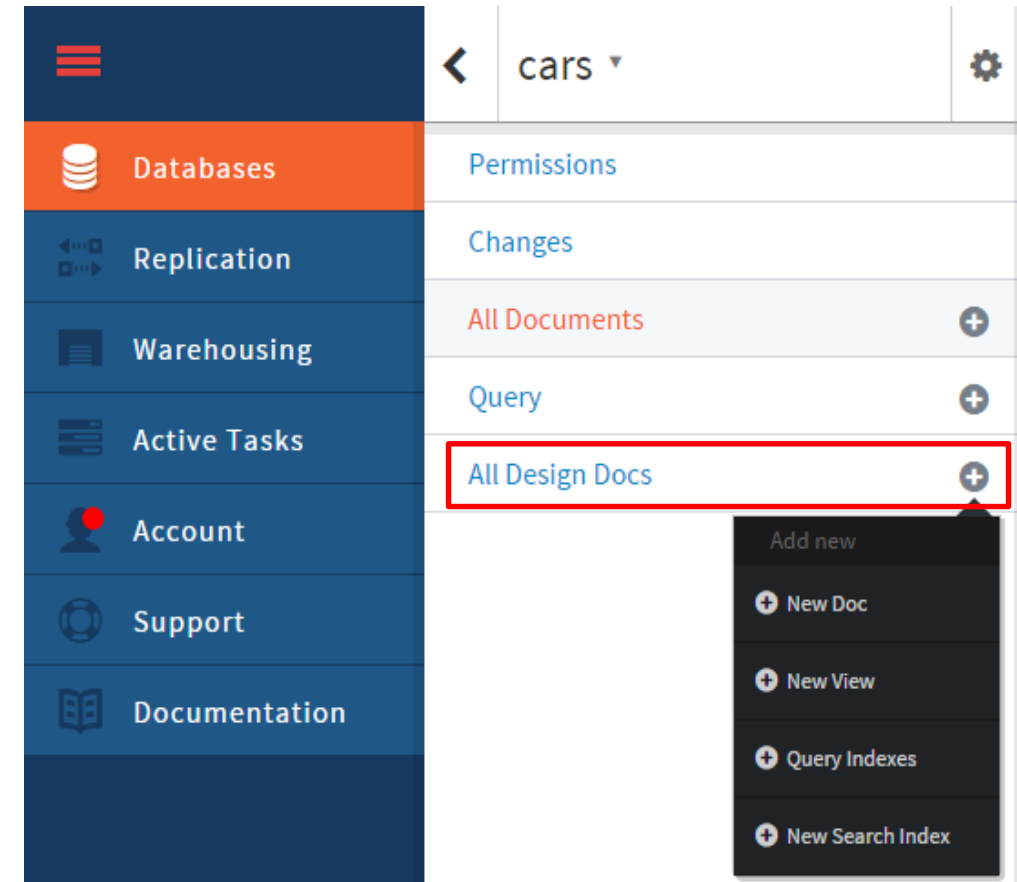 cars
Databases
Replication
Warehousing
Active Tasks
Account
Support
Documentation
Permissions
Changes
All Documents
Query
All Design Docs
Add new
New Doc
New View
Query Indexes
New Search Index